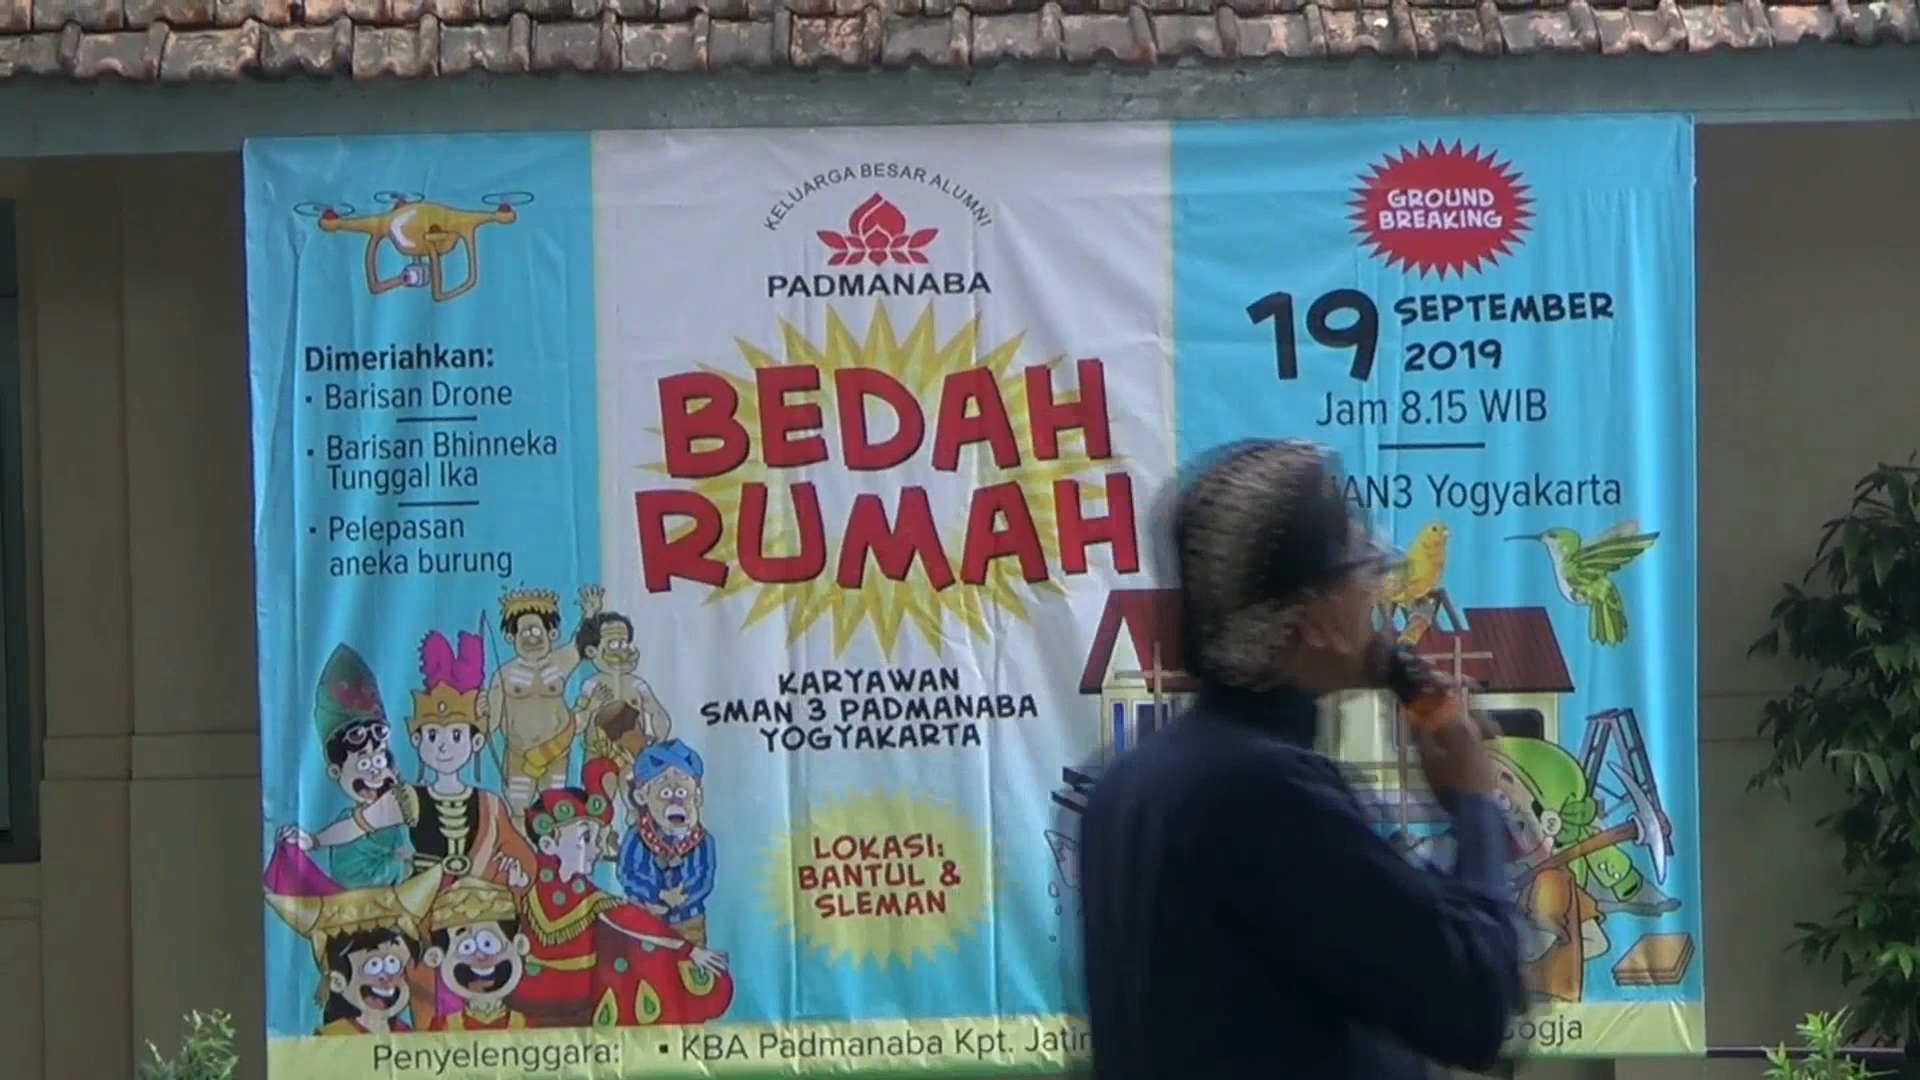 KELUARGA BESAR ALUMNI
PADMANABA
BEDAH
RUMAH
KARYAWAN
SMAN 3 PADMANABA
YOGYAKARTA
LOKASI:
BANTUL &
SLEMAN
Dimeriahkan:
· Barisan Drone
· Barisan Bhinneka
Tunggal Ika
· Pelepasan
aneka burung
GROUND
BREAKING
19 SEPTEMBER
2019
Jam 8.15 WIB
Yogyakarta
Penyelenggara: ▪ KBA Padmanaba Kpt.